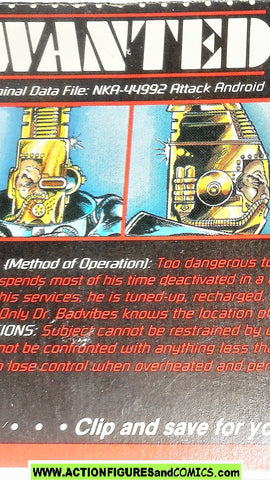 WANTED
inal Data File: NKA-44992 Attack Android
(Method of Operation): Too dangerous to
spends most of his time deactivated in a
his services, he is tuned-up, recharged,
Only Dr. Badvibes knows the location of
IONS: Subject cannot be restrained by
not be confronted with anything less tha
lose control when overheated and
• • • Clip and save for yo
www.ACTIONFIGURESandCOMICS.com